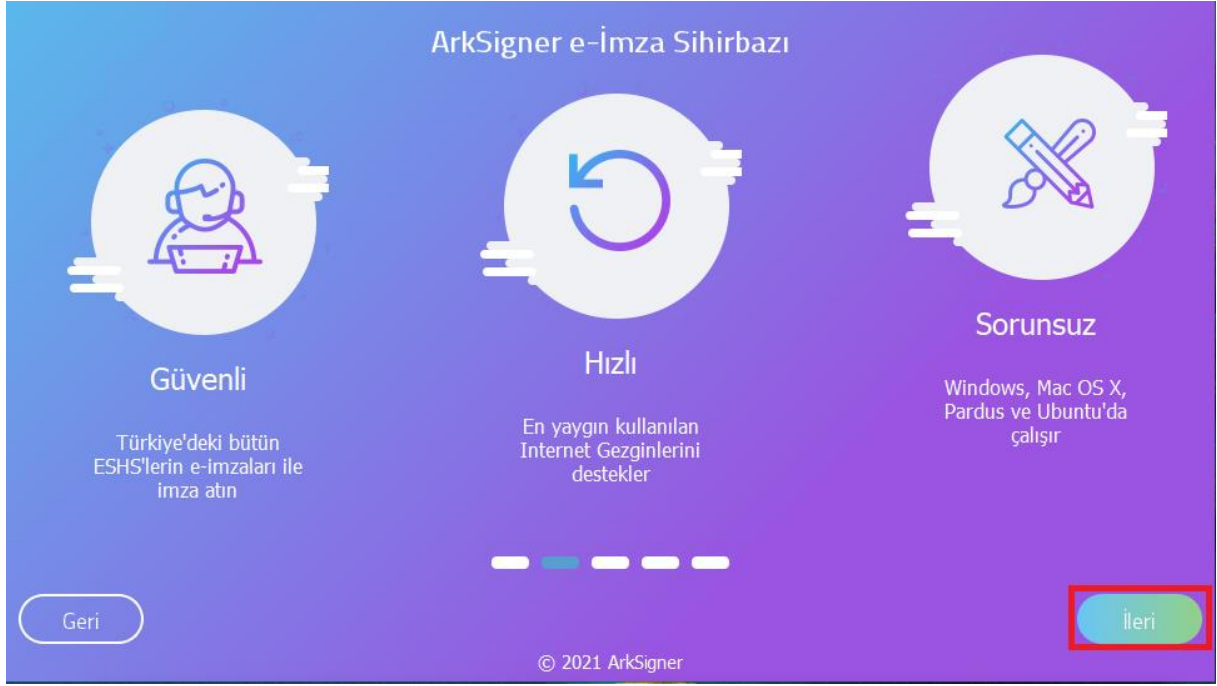 ArkSigner e-İmza Sihirbazı
Güvenli
Türkiye'deki bütün
ESHS'lerin e-imzaları ile
imza atın
Hızlı
En yaygın kullanılan
Internet Gezginlerini
destekler
Sorunsuz
Windows, Mac OS X,
Pardus ve Ubuntu'da
çalışır
Geri
İleri
© 2021 ArkSigner